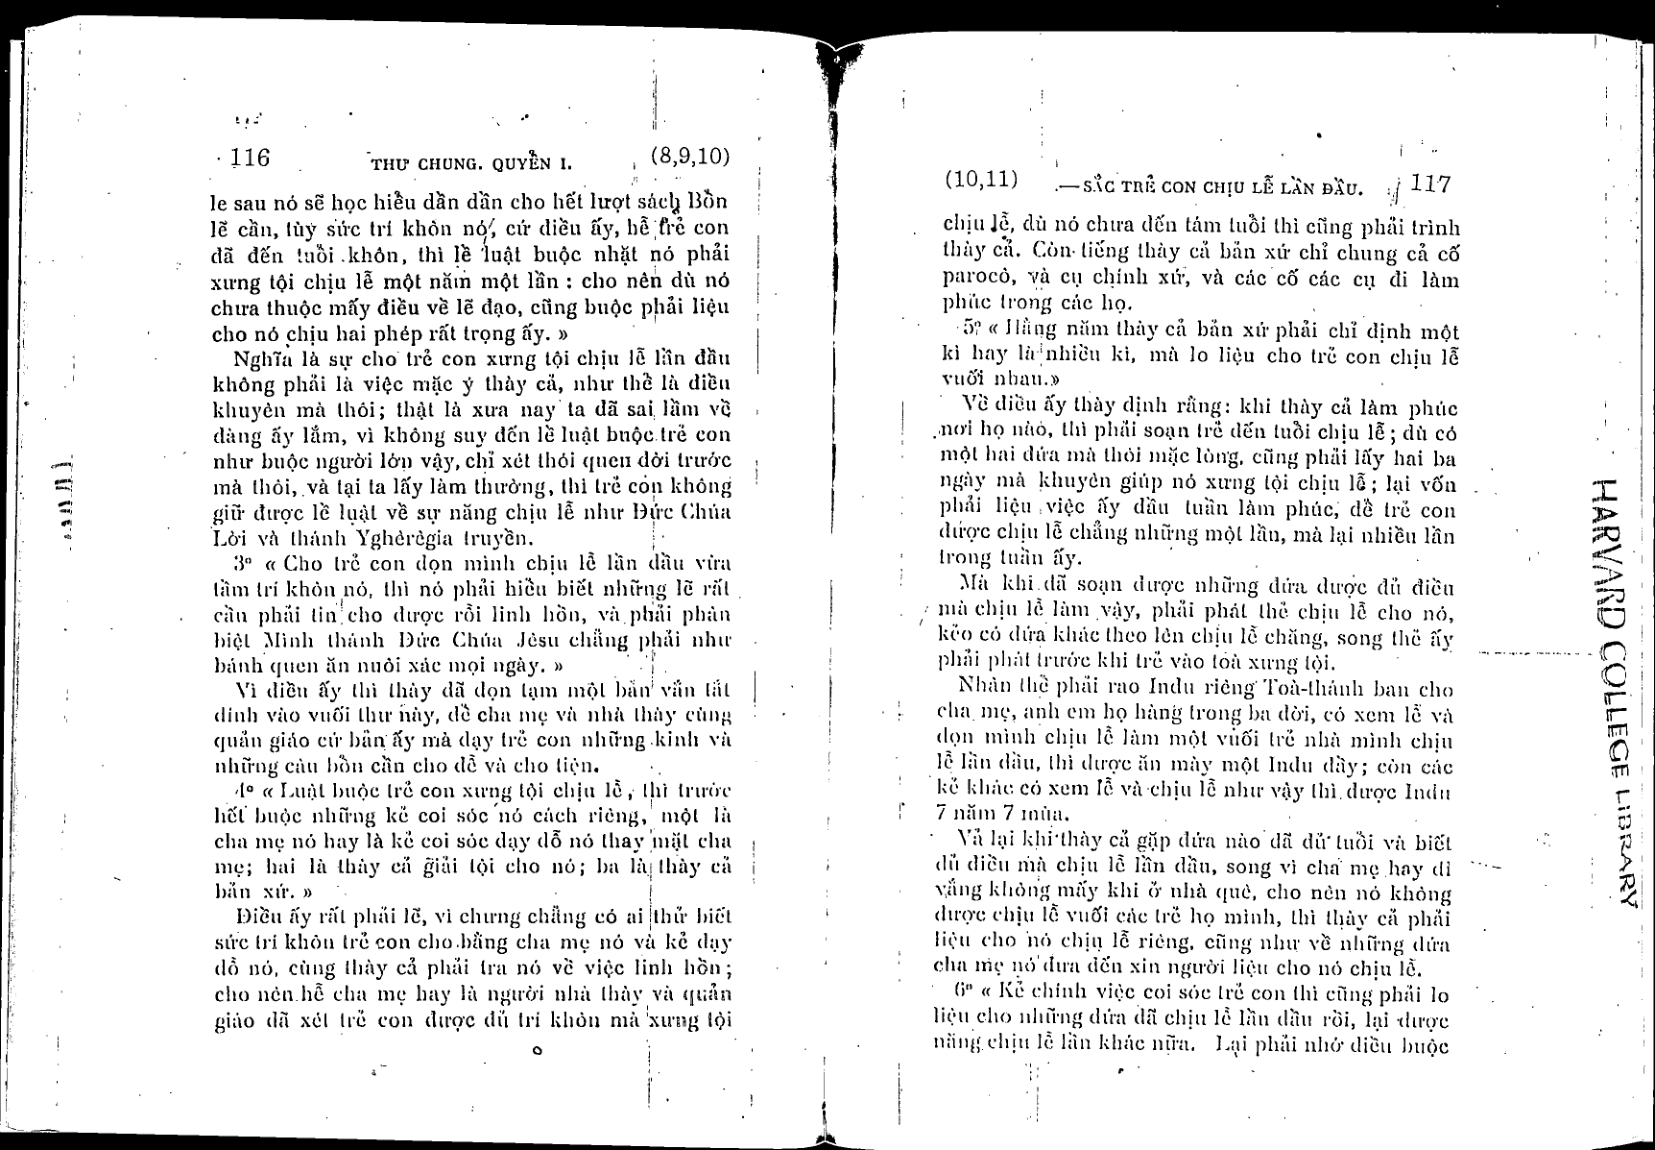 116 THƯ CHUNG. QUYỂN I. (8,9,10)
le sau nó sẽ học hiểu dần dần cho hết lượt sách Bổn
lẽ cần, tùy sức trí khôn nó, cứ điều ấy, hễ trẻ con
đã đến tuổi khôn, thì lề luật buộc nhặt nó phải
xưng tội chịu lễ một năm một lần : cho nên dù nó
chưa thuộc mấy điều về lẽ đạo, cũng buộc phải liệu
cho nó chịu hai phép rất trọng ấy. »
Nghĩa là sự cho trẻ con xưng tội chịu lễ lần đầu
không phải là việc mặc ý thày cả, như thể là điều
khuyên mà thôi; thật là xưa nay ta đã sai lầm về
đàng ấy lắm, vì không suy đến lề luật buộc trẻ con
như buộc người lớn vậy, chỉ xét thói quen đời trước
mà thôi, và tại ta lấy làm thường, thì trẻ con không
giữ được lề luật về sự năng chịu lễ như Đức Chúa
Lời và thánh Yghêrêgia truyền.
3º « Cho trẻ con dọn mình chịu lễ lần đầu vừa
tầm trí khôn nó, thì nó phải hiểu biết những lẽ rất
cần phải tin cho được rỗi linh hồn, và phải phân
biệt Mình thánh Đức Chúa Jêsu chẳng phải như
bánh quen ăn nuôi xác mọi ngày. »
Vì điều ấy thì thày đã dọn tạm một bản vắn tắt
dính vào vuối thư này, để cha mẹ và nhà thày cùng
quản giáo cứ bản ấy mà dạy trẻ con những kinh và
những câu bổn cần cho dễ và cho tiện.
4º « Luật buộc trẻ con xưng tội chịu lễ, thì trước
hết buộc những kẻ coi sóc nó cách riêng, một là
cha mẹ nó hay là kẻ coi sóc dạy dỗ nó thay mặt cha
mẹ; hai là thày cả giải tội cho nó; ba là thày cả
bản xứ. »
Điều ấy rất phải lẽ, vì chưng chẳng có ai thử biết
sức trí khôn trẻ con cho bằng cha mẹ nó và kẻ dạy
dỗ nó, cùng thày cả phải tra nó về việc linh hồn;
cho nên hễ cha mẹ hay là người nhà thày và quản
giáo đã xét trẻ con được đủ trí khôn mà xưng tội
(10,11) —SẮC TRẺ CON CHỊU LỄ LẦN ĐẦU. 117
chịu lễ, dù nó chưa đến tám tuổi thì cũng phải trình
thày cả. Còn tiếng thày cả bản xứ chỉ chung cả cố
parocô, và cụ chính xứ, và các cố các cụ đi làm
phúc trong các họ.
5º « Hằng năm thày cả bản xứ phải chỉ định một
kì hay là nhiều kì, mà lo liệu cho trẻ con chịu lễ
vuối nhau.»
Về điều ấy thày định rằng: khi thày cả làm phúc
nơi họ nào, thì phải soạn trẻ đến tuổi chịu lễ; dù có
một hai đứa mà thôi mặc lòng, cũng phải lấy hai ba
ngày mà khuyên giúp nó xưng tội chịu lễ; lại vốn
phải liệu việc ấy đầu tuần làm phúc, để trẻ con
được chịu lễ chẳng những một lần, mà lại nhiều lần
trong tuần ấy.
Mà khi đã soạn được những đứa được đủ điều
mà chịu lễ làm vậy, phải phát thẻ chịu lễ cho nó,
kẻo có đứa khác theo lên chịu lễ chăng, song thẻ ấy
phải phát trước khi trẻ vào toà xưng tội.
Nhân thể phải rao Indu riêng Toà-thánh ban cho
cha mẹ, anh em họ hàng trong ba đời, có xem lễ và
dọn mình chịu lễ làm một vuối trẻ nhà mình chịu
lễ lần đầu, thì được ăn mày một Indu đầy; còn các
kẻ khác có xem lễ và chịu lễ như vậy thì được Indu
7 năm 7 mùa.
Vả lại khi thày cả gặp đứa nào đã đủ tuổi và biết
đủ điều mà chịu lễ lần đầu, song vì cha mẹ hay đi
vắng không mấy khi ở nhà quê, cho nên nó không
được chịu lễ vuối các trẻ họ mình, thì thày cả phải
liệu cho nó chịu lễ riêng, cũng như về những đứa
cha mẹ nó đưa đến xin người liệu cho nó chịu lễ.
6º « Kẻ chính việc coi sóc trẻ con thì cũng phải lo
liệu cho những đứa đã chịu lễ lần đầu rồi, lại được
năng chịu lễ lần khác nữa. Lại phải nhớ điều buộc
HARVARD COLLEGE LIBRARY